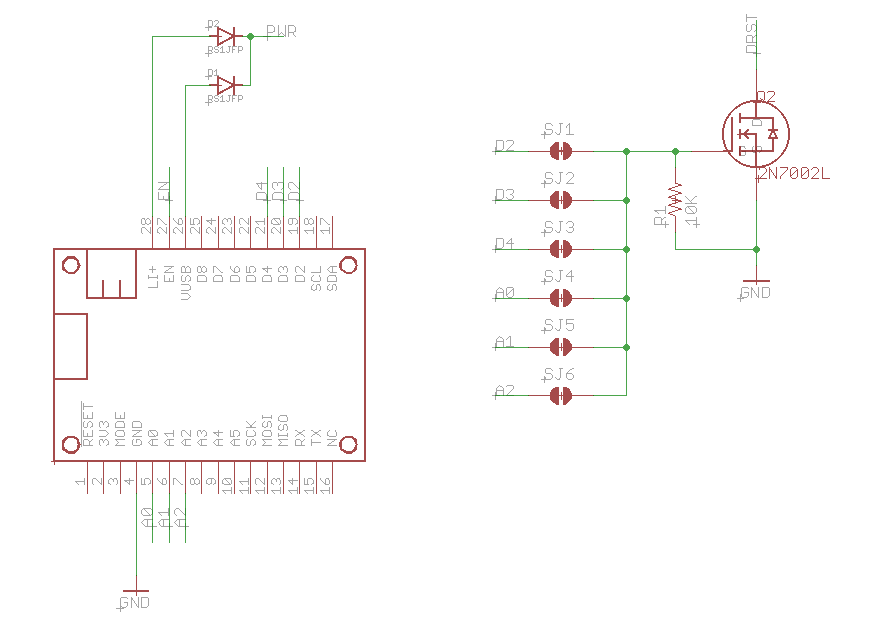 D2
PWR
RS1JFP
D1
RS1JFP
DRST
Q2
D
G
S
2N7002L
SJ1
D2
SJ2
D3
SJ3
D4
SJ4
A0
SJ5
A1
SJ6
A2
R1
10K
GND
EN
D4
D3
D2
28
27
26
25
24
23
22
21
20
19
18
17
LI+
EN
VUSB
D8
D7
D6
D5
D4
D3
D2
SCL
SDA
RESET
3V3
MODE
GND
A0
A1
A2
A3
A4
A5
SCK
MOSI
MISO
RX
TX
NC
1
2
3
4
5
6
7
8
9
10
11
12
13
14
15
16
A0
A1
A2
GND